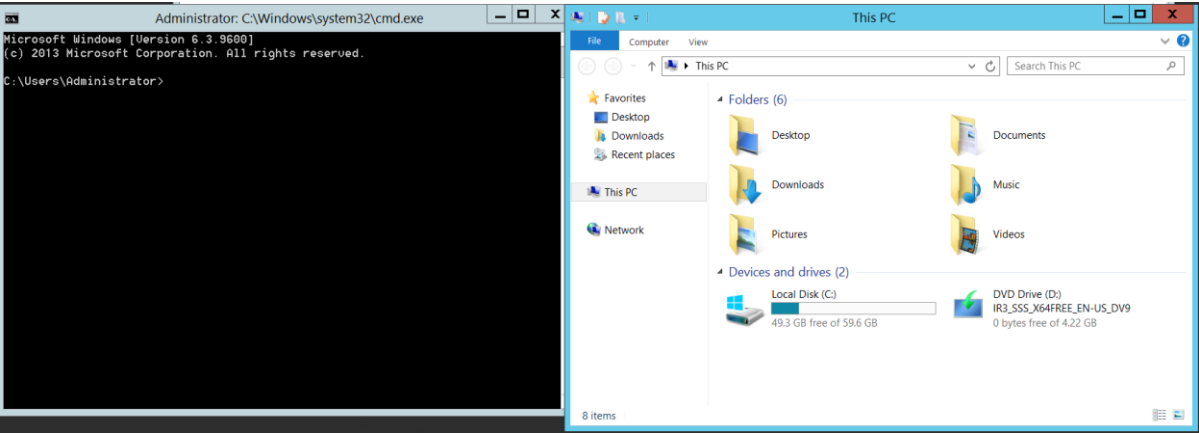 Administrator: C:\Windows\system32\cmd.exe
Microsoft Windows [Version 6.3.9600]
(c) 2013 Microsoft Corporation. All rights reserved.
C:\Users\Administrator>
This PC
File Computer View
This PC
Search This PC
Favorites
Desktop
Downloads
Recent places
This PC
Network
Folders (6)
Desktop
Documents
Downloads
Music
Pictures
Videos
Devices and drives (2)
Local Disk (C:)
49.3 GB free of 59.6 GB
DVD Drive (D:)
IR3_SSS_X64FREE_EN-US_DV9
0 bytes free of 4.22 GB
8 items